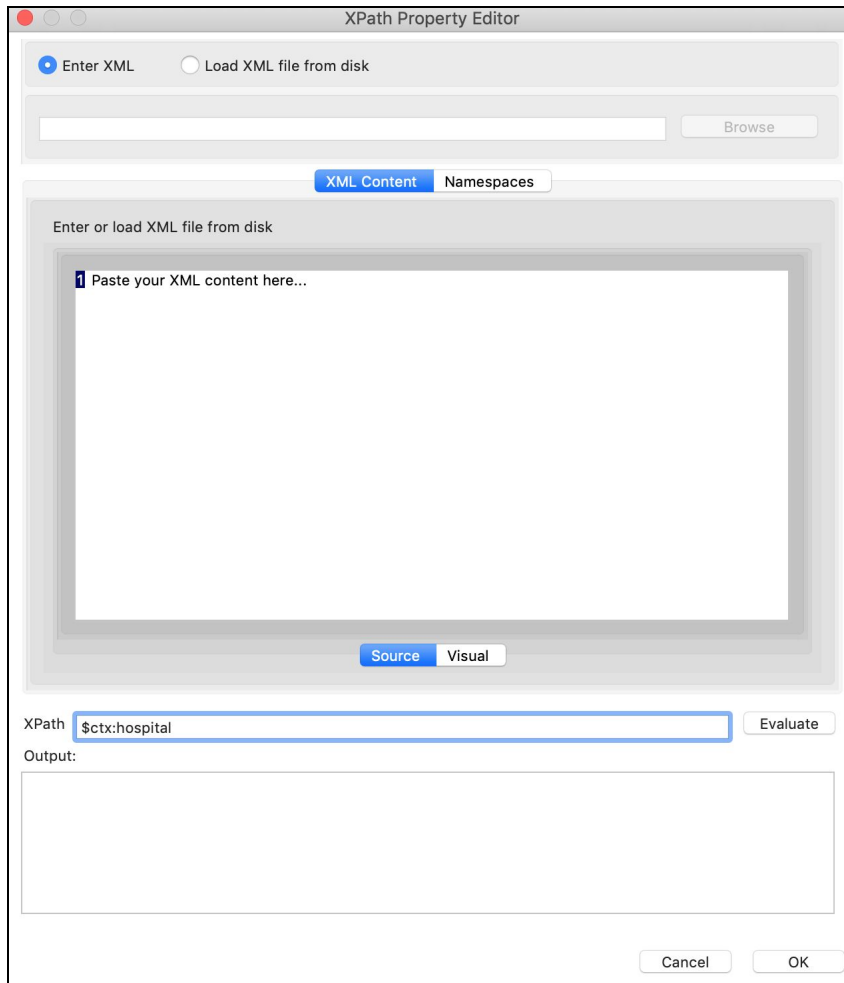 XPath Property Editor
Enter XML Load XML file from disk
Browse
XML Content Namespaces
Enter or load XML file from disk
1 Paste your XML content here...
Source Visual
XPath $ctx:hospital Evaluate
Output:
Cancel OK